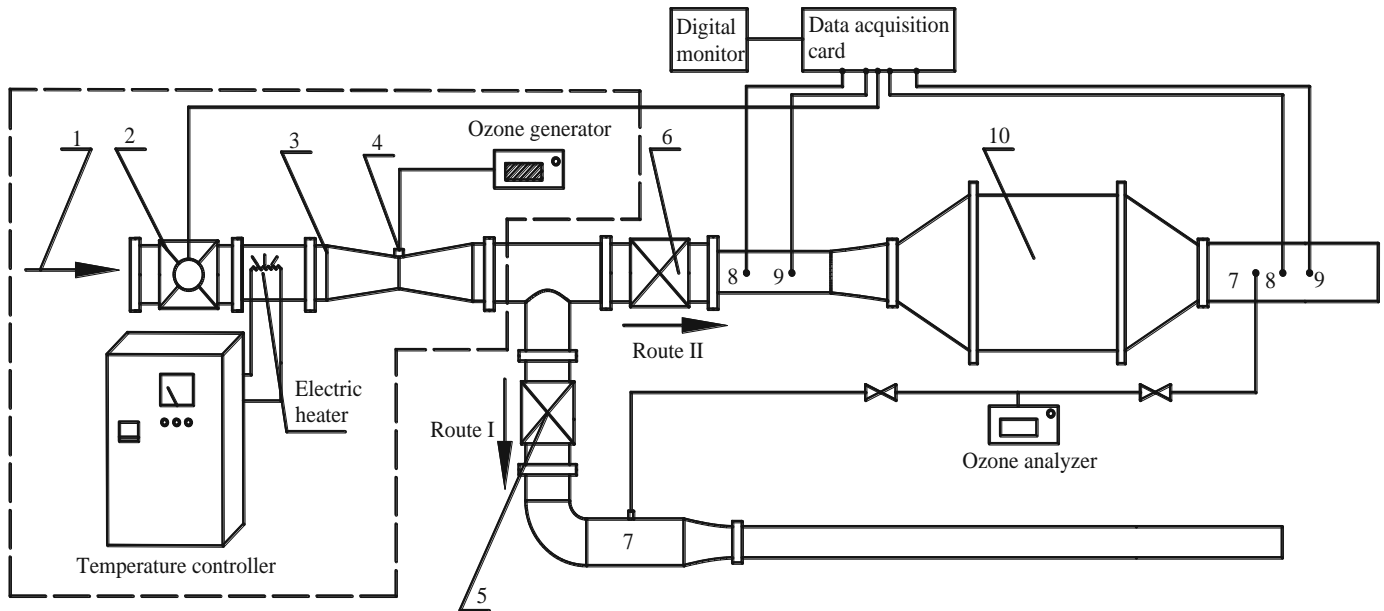 Digital
monitor
Data acquisition
card
1
2
3
4
Ozone generator
6
10
8
9
7
8
9
Route II
Electric
heater
Route I
Ozone analyzer
7
Temperature controller
5